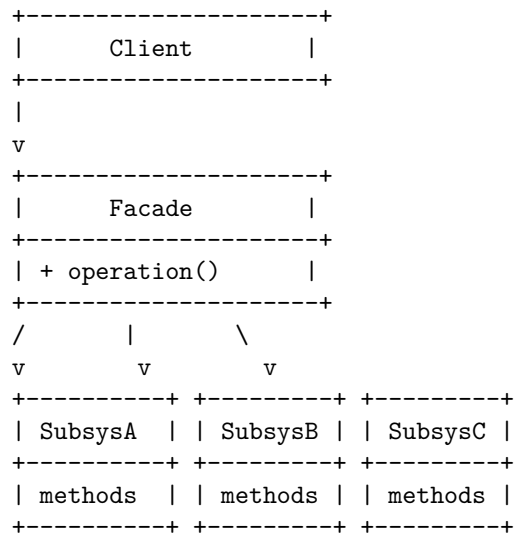 +---------------------+
|      Client        |
+---------------------+
|
v
+---------------------+
|      Facade        |
+---------------------+
| + operation()      |
+---------------------+
/       |       \
v        v        v
+----------+ +---------+ +---------+
| SubsysA  | | SubsysB | | SubsysC |
+----------+ +---------+ +---------+
| methods  | | methods | | methods |
+----------+ +---------+ +---------+